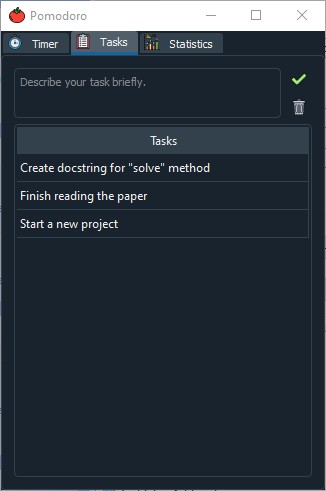 Pomodoro
Timer
Tasks
Statistics
Describe your task briefly.
Tasks
Create docstring for "solve" method
Finish reading the paper
Start a new project